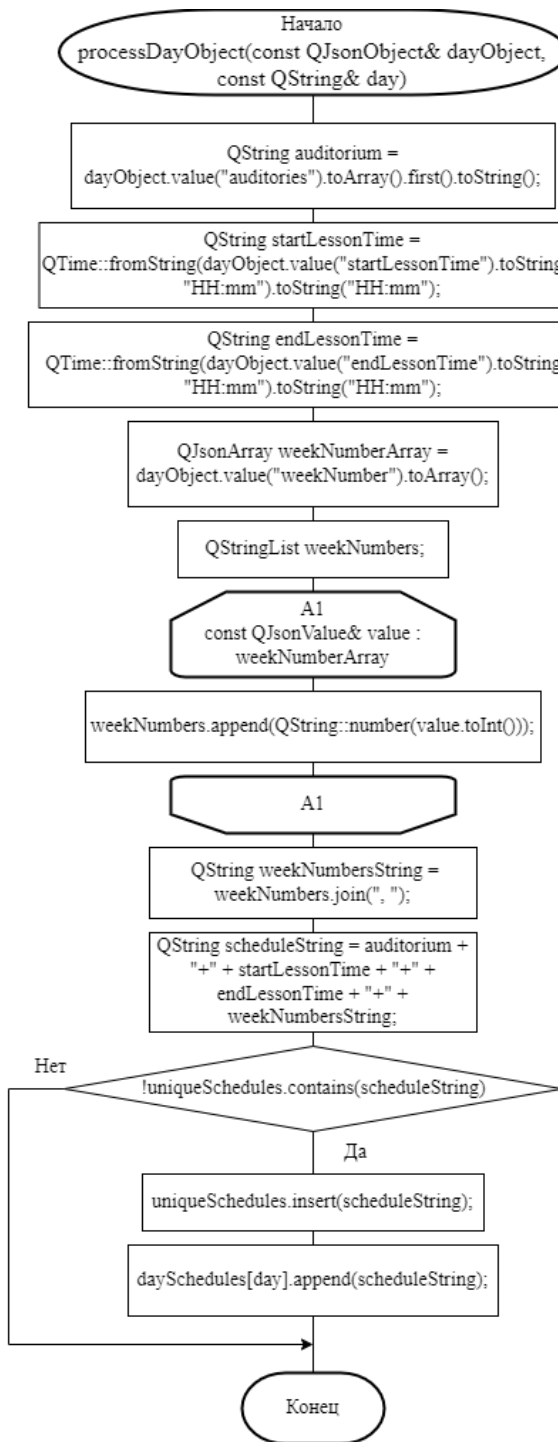 Начало
processDayObject(const QJsonObject& dayObject,
const QString& day)
QString auditorium =
dayObject.value("auditories").toArray().first().toString();
QString startLessonTime =
QTime::fromString(dayObject.value("startLessonTime").toString
"HH:mm").toString("HH:mm");
QString endLessonTime =
QTime::fromString(dayObject.value("endLessonTime").toString
"HH:mm").toString("HH:mm");
QJsonArray weekNumberArray =
dayObject.value("weekNumber").toArray();
QStringList weekNumbers;
A1
const QJsonValue& value :
weekNumberArray
weekNumbers.append(QString::number(value.toInt()));
A1
QString weekNumbersString =
weekNumbers.join(", ");
QString scheduleString = auditorium +
"+" + startLessonTime + "+" +
endLessonTime + "+" +
weekNumbersString;
Нет
!uniqueSchedules.contains(scheduleString)
Да
uniqueSchedules.insert(scheduleString);
daySchedules[day].append(scheduleString);
Конец